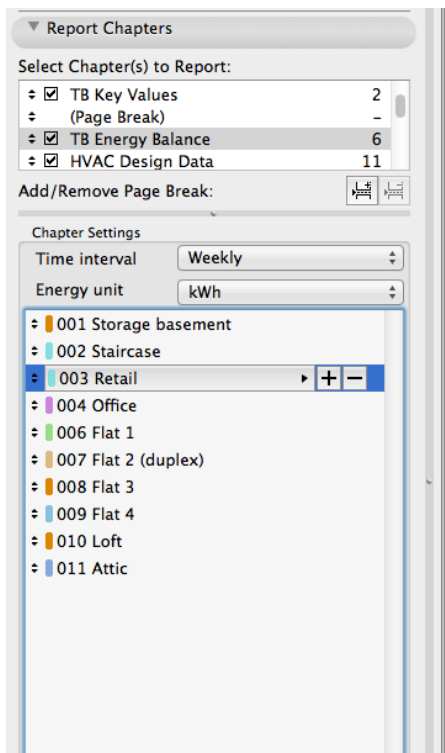 Report Chapters
Select Chapter(s) to Report:
TB Key Values 2
(Page Break) –
TB Energy Balance 6
HVAC Design Data 11
Add/Remove Page Break:
Chapter Settings
Time interval Weekly
Energy unit kWh
001 Storage basement
002 Staircase
003 Retail
004 Office
006 Flat 1
007 Flat 2 (duplex)
008 Flat 3
009 Flat 4
010 Loft
011 Attic